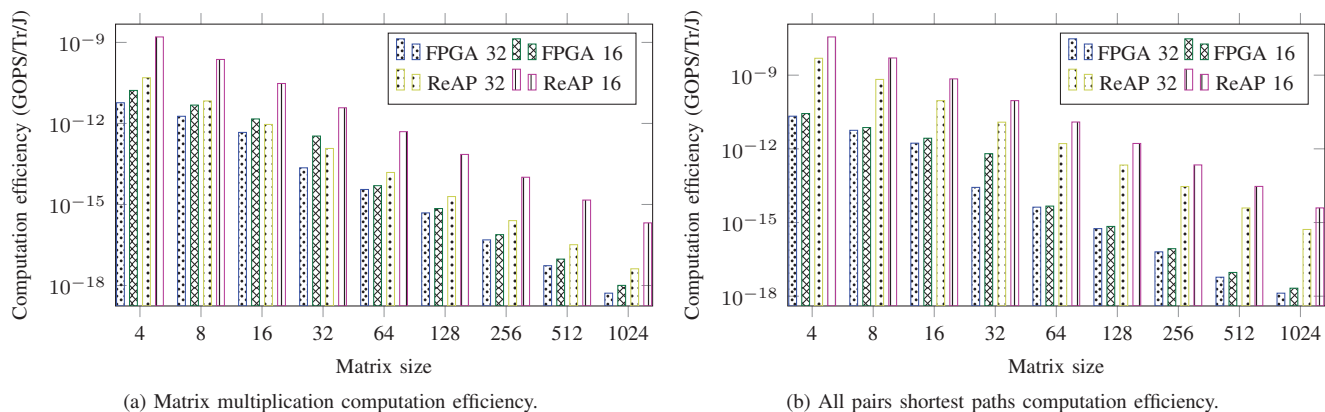 Computation efficiency (GOPS/Tr/J)
10−9
10−12
10−15
10−18
FPGA 32 FPGA 16
ReAP 32 ReAP 16
4 8 16 32 64 128 256 512 1024
Matrix size
(a) Matrix multiplication computation efficiency.
Computation efficiency (GOPS/Tr/J)
10−9
10−12
10−15
10−18
FPGA 32 FPGA 16
ReAP 32 ReAP 16
4 8 16 32 64 128 256 512 1024
Matrix size
(b) All pairs shortest paths computation efficiency.